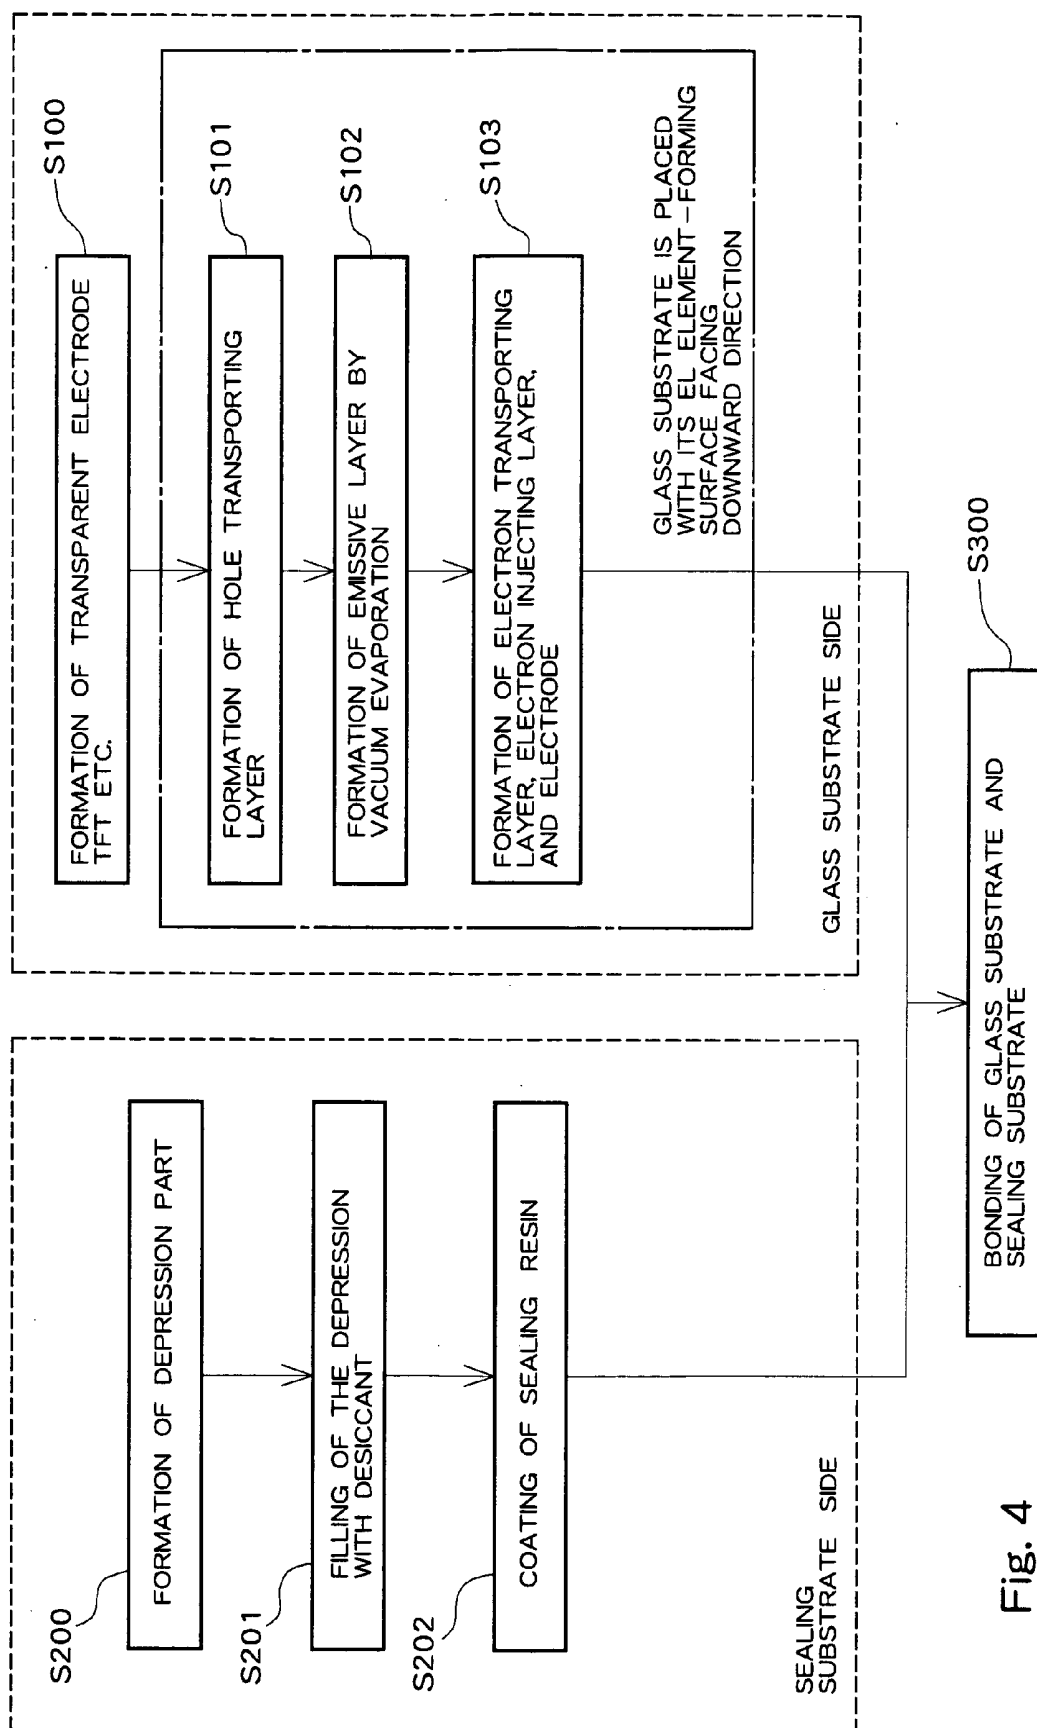 S200
FORMATION OF DEPRESSION PART
S201
FILLING OF THE DEPRESSION
WITH DESICCANT
S202
COATING OF SEALING RESIN
SEALING
SUBSTRATE SIDE
S100
FORMATION OF TRANSPARENT ELECTRODE
TFT ETC.
S101
FORMATION OF HOLE TRANSPORTING
LAYER
S102
FORMATION OF EMISSIVE LAYER BY
VACUUM EVAPORATION
S103
FORMATION OF ELECTRON TRANSPORTING
LAYER, ELECTRON INJECTING LAYER,
AND ELECTRODE
GLASS SUBSTRATE IS PLACED
WITH ITS EL ELEMENT-FORMING
SURFACE FACING
DOWNWARD DIRECTION
GLASS SUBSTRATE SIDE
S300
BONDING OF GLASS SUBSTRATE AND
SEALING SUBSTRATE
Fig. 4